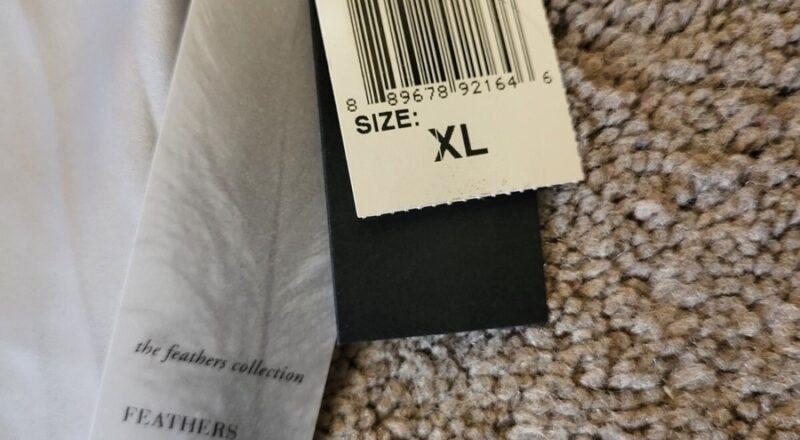 8 89678 92164 6
SIZE:
XL
the feathers collection
FEATHERS